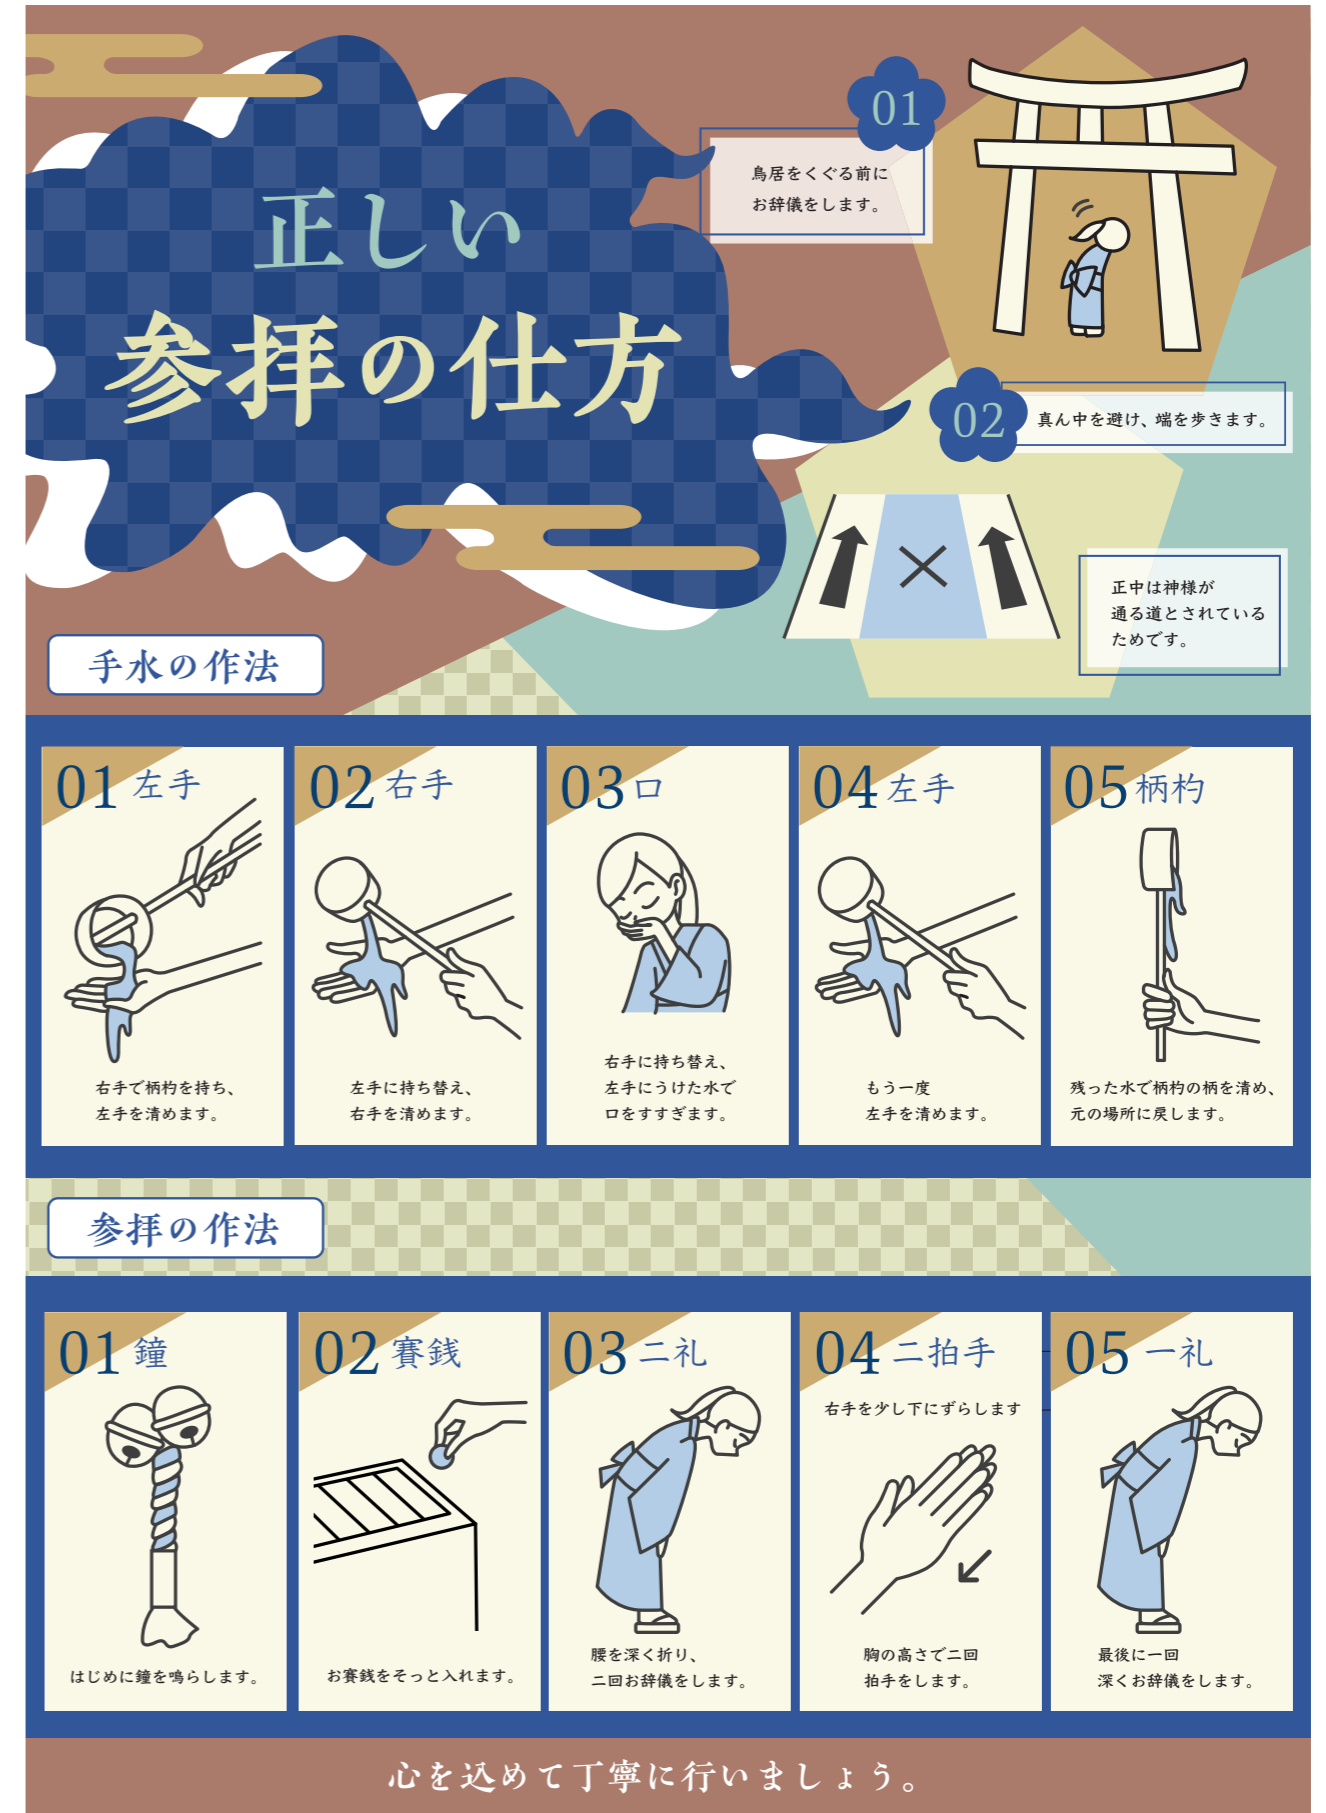 正しい
参拝の仕方
01
鳥居をくぐる前に
お辞儀をします。
02
真ん中を避け、端を歩きます。
正中は神様が
通る道とされている
ためです。
手水の作法
01 左手
右手で柄杓を持ち、
左手を清めます。
02 右手
左手に持ち替え、
右手を清めます。
03 口
右手に持ち替え、
左手にうけた水で
口をすすぎます。
04 左手
もう一度
左手を清めます。
05 柄杓
残った水で柄杓の柄を清め、
元の場所に戻します。
参拝の作法
01 鐘
はじめに鐘を鳴らします。
02 賽銭
お賽銭をそっと入れます。
03 二礼
腰を深く折り、
二回お辞儀をします。
04 二拍手
右手を少し下にずらします
胸の高さで二回
拍手をします。
05 一礼
最後に一回
深くお辞儀をします。
心を込めて丁寧に行いましょう。